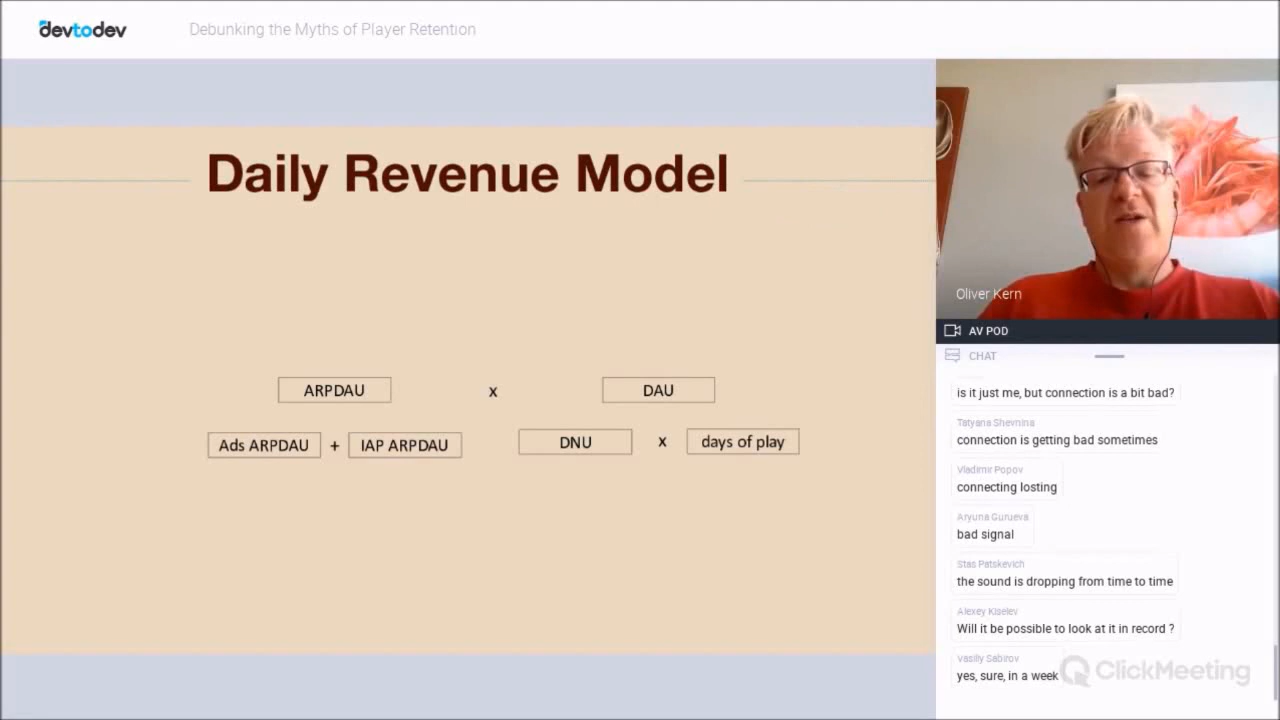 devtodev
Debunking the Myths of Player Retention
Daily Revenue Model
ARPDAU x DAU
Ads ARPDAU + IAP ARPDAU DNU x days of play
Oliver Kern
AV POD
CHAT
is it just me, but connection is a bit bad?
Tatyana Shevnina
connection is getting bad sometimes
Vladimir Popov
connecting losting
Aryuna Gurueva
bad signal
Stas Patskevich
the sound is dropping from time to time
Alexey Kiselev
Will it be possible to look at it in record ?
Vasiliy Sabirov
yes, sure, in a week
ClickMeeting